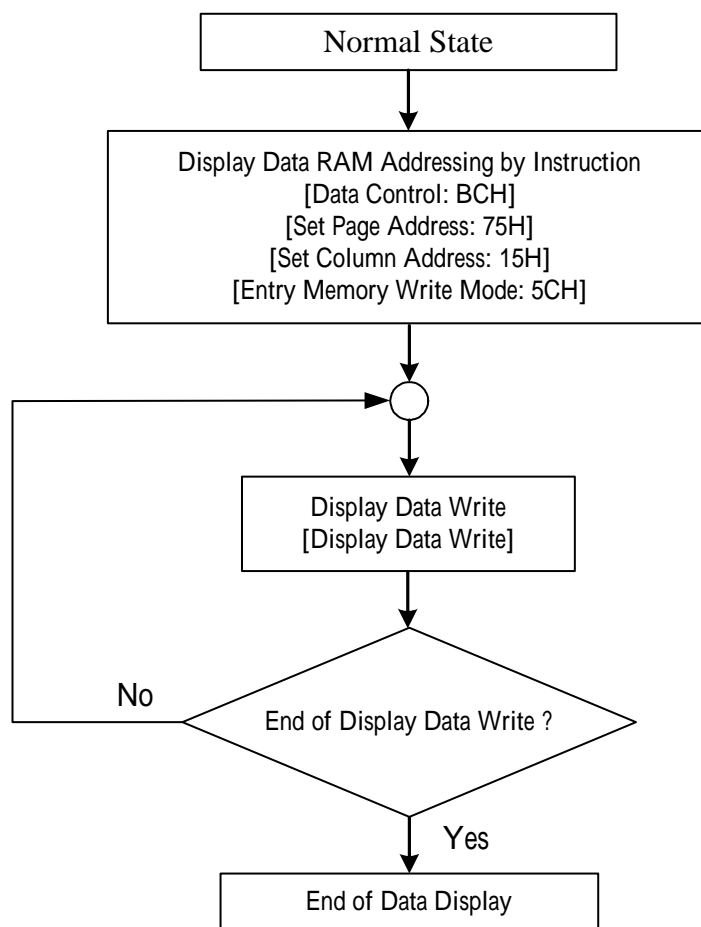 Normal State
Display Data RAM Addressing by Instruction
[Data Control: BCH]
[Set Page Address: 75H]
[Set Column Address: 15H]
[Entry Memory Write Mode: 5CH]
Display Data Write
[Display Data Write]
No
End of Display Data Write ?
Yes
End of Data Display